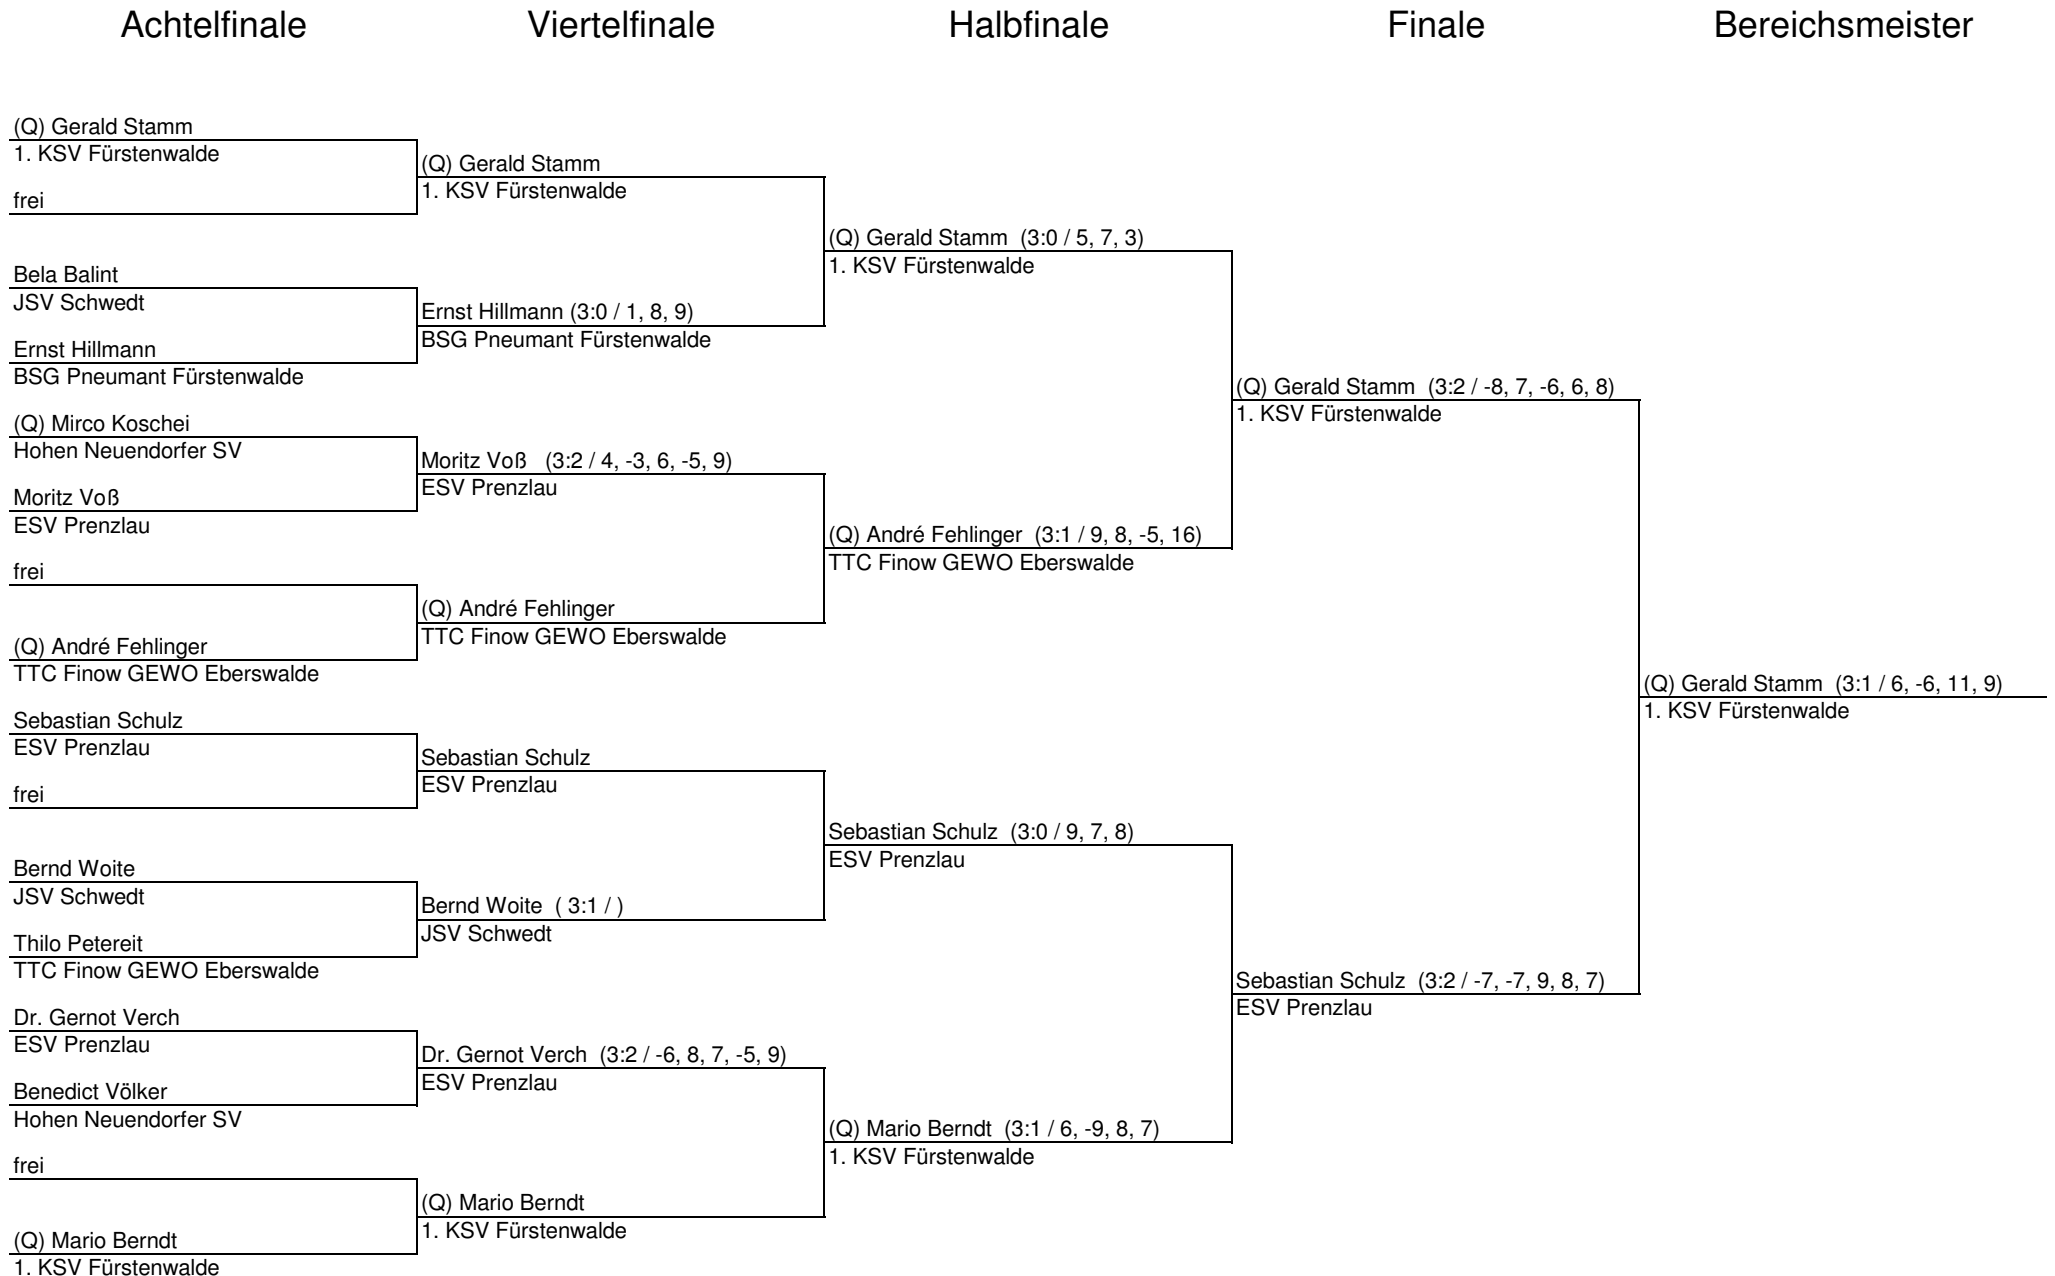 Achtelfinale
Viertelfinale
Halbfinale
Finale
Bereichsmeister
(Q) Gerald Stamm
1. KSV Fürstenwalde
frei
Bela Balint
JSV Schwedt
Ernst Hillmann
BSG Pneumant Fürstenwalde
(Q) Mirco Koschei
Hohen Neuendorfer SV
Moritz Voß
ESV Prenzlau
frei
(Q) André Fehlinger
TTC Finow GEWO Eberswalde
Sebastian Schulz
ESV Prenzlau
frei
Bernd Woite
JSV Schwedt
Thilo Petereit
TTC Finow GEWO Eberswalde
Dr. Gernot Verch
ESV Prenzlau
Benedict Völker
Hohen Neuendorfer SV
frei
(Q) Mario Berndt
1. KSV Fürstenwalde
(Q) Gerald Stamm
1. KSV Fürstenwalde
Ernst Hillmann (3:0 / 1, 8, 9)
BSG Pneumant Fürstenwalde
Moritz Voß (3:2 / 4, -3, 6, -5, 9)
ESV Prenzlau
(Q) André Fehlinger
TTC Finow GEWO Eberswalde
Sebastian Schulz
ESV Prenzlau
Bernd Woite ( 3:1 / )
JSV Schwedt
Dr. Gernot Verch (3:2 / -6, 8, 7, -5, 9)
ESV Prenzlau
(Q) Mario Berndt
1. KSV Fürstenwalde
(Q) Gerald Stamm (3:0 / 5, 7, 3)
1. KSV Fürstenwalde
(Q) André Fehlinger (3:1 / 9, 8, -5, 16)
TTC Finow GEWO Eberswalde
Sebastian Schulz (3:0 / 9, 7, 8)
ESV Prenzlau
(Q) Mario Berndt (3:1 / 6, -9, 8, 7)
1. KSV Fürstenwalde
(Q) Gerald Stamm (3:2 / -8, 7, -6, 6, 8)
1. KSV Fürstenwalde
Sebastian Schulz (3:2 / -7, -7, 9, 8, 7)
ESV Prenzlau
(Q) Gerald Stamm (3:1 / 6, -6, 11, 9)
1. KSV Fürstenwalde